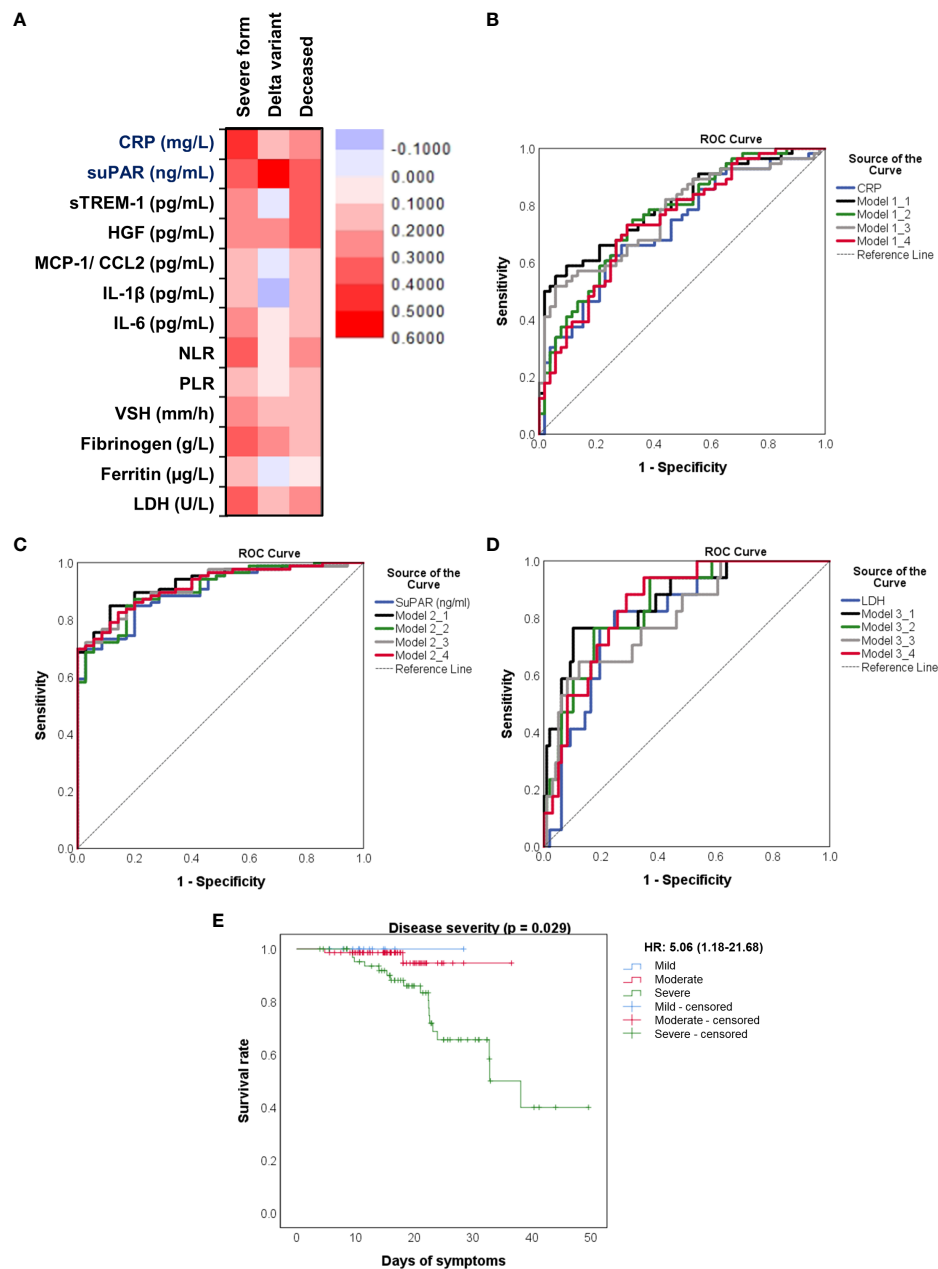 A
Severe form
Delta variant
Deceased
CRP (mg/L)
suPAR (ng/mL)
sTREM-1 (pg/mL)
HGF (pg/mL)
MCP-1/ CCL2 (pg/mL)
IL-1β (pg/mL)
IL-6 (pg/mL)
NLR
PLR
VSH (mm/h)
Fibrinogen (g/L)
Ferritin (µg/L)
LDH (U/L)
-0.1000
0.000
0.1000
0.2000
0.3000
0.4000
0.5000
0.6000
B
ROC Curve
Sensitivity
1.0
0.8
0.6
0.4
0.2
0.0
0.0 0.2 0.4 0.6 0.8 1.0
1 - Specificity
Source of the
Curve
CRP
Model 1_1
Model 1_2
Model 1_3
Model 1_4
Reference Line
C
ROC Curve
Sensitivity
1.0
0.8
0.6
0.4
0.2
0.0
0.0 0.2 0.4 0.6 0.8 1.0
1 - Specificity
Source of the
Curve
SuPAR (ng/ml)
Model 2_1
Model 2_2
Model 2_3
Model 2_4
Reference Line
D
ROC Curve
Sensitivity
1.0
0.8
0.6
0.4
0.2
0.0
0.0 0.2 0.4 0.6 0.8 1.0
1 - Specificity
Source of the
Curve
LDH
Model 3_1
Model 3_2
Model 3_3
Model 3_4
Reference Line
E
Disease severity (p = 0.029)
Survival rate
1.0
0.8
0.6
0.4
0.2
0.0
0 10 20 30 40 50
Days of symptoms
HR: 5.06 (1.18-21.68)
Mild
Moderate
Severe
Mild - censored
Moderate - censored
Severe - censored